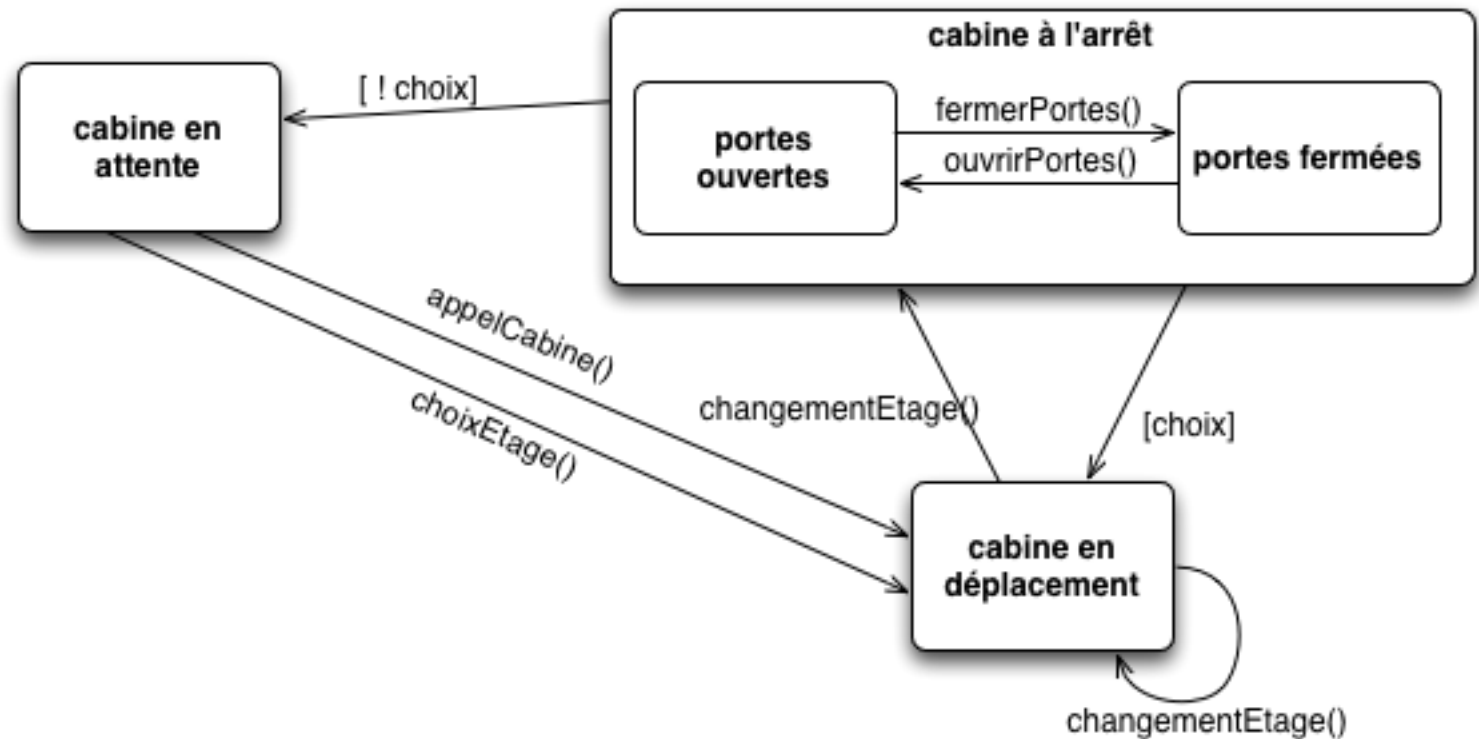 cabine à l'arrêt
[ ! choix]
cabine en
attente
portes
ouvertes
fermerPortes()
ouvrirPortes()
portes fermées
appelCabine()
choixEtage()
changementEtage()
[choix]
cabine en
déplacement
changementEtage()